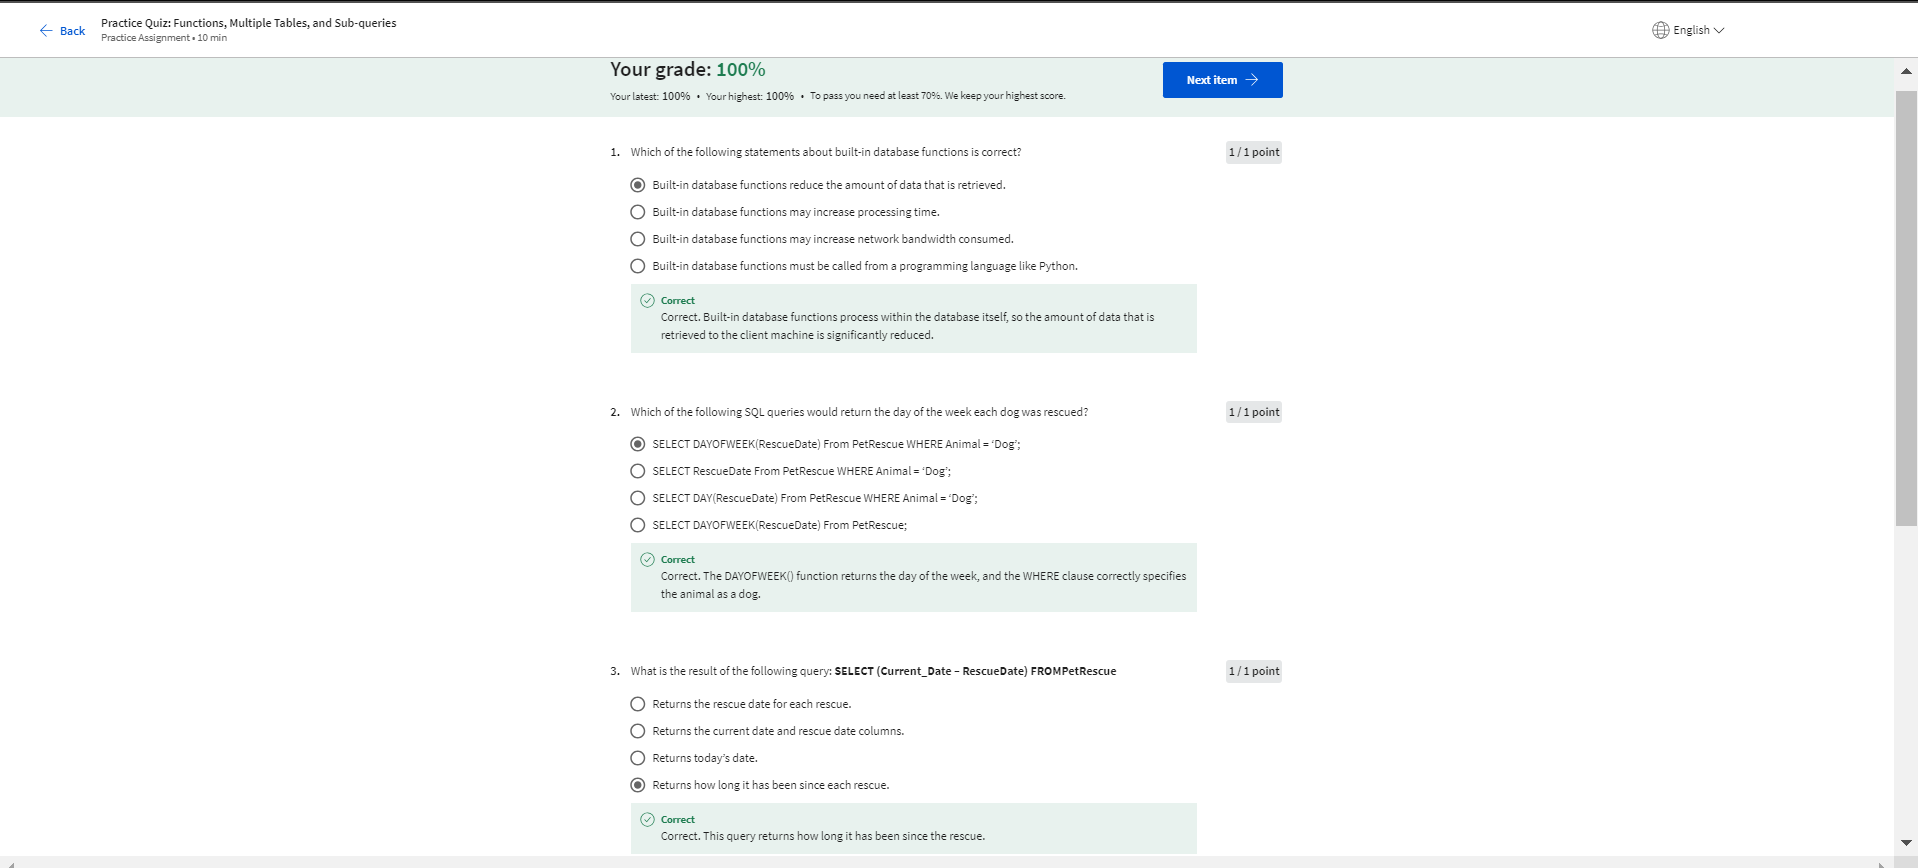 Back
Practice Quiz: Functions, Multiple Tables, and Sub-queries
Practice Assignment • 10 min
English
Your grade: 100%
Your latest: 100% • Your highest: 100% • To pass you need at least 70%. We keep your highest score.
Next item
1. Which of the following statements about built-in database functions is correct?
1 / 1 point
Built-in database functions reduce the amount of data that is retrieved.
Built-in database functions may increase processing time.
Built-in database functions may increase network bandwidth consumed.
Built-in database functions must be called from a programming language like Python.
Correct
Correct. Built-in database functions process within the database itself, so the amount of data that is
retrieved to the client machine is significantly reduced.
2. Which of the following SQL queries would return the day of the week each dog was rescued?
1 / 1 point
SELECT DAYOFWEEK(RescueDate) From PetRescue WHERE Animal = ‘Dog’;
SELECT RescueDate From PetRescue WHERE Animal = ‘Dog’;
SELECT DAY(RescueDate) From PetRescue WHERE Animal = ‘Dog’;
SELECT DAYOFWEEK(RescueDate) From PetRescue;
Correct
Correct. The DAYOFWEEK() function returns the day of the week, and the WHERE clause correctly specifies
the animal as a dog.
3. What is the result of the following query: SELECT (Current_Date – RescueDate) FROMPetRescue
1 / 1 point
Returns the rescue date for each rescue.
Returns the current date and rescue date columns.
Returns today’s date.
Returns how long it has been since each rescue.
Correct
Correct. This query returns how long it has been since the rescue.